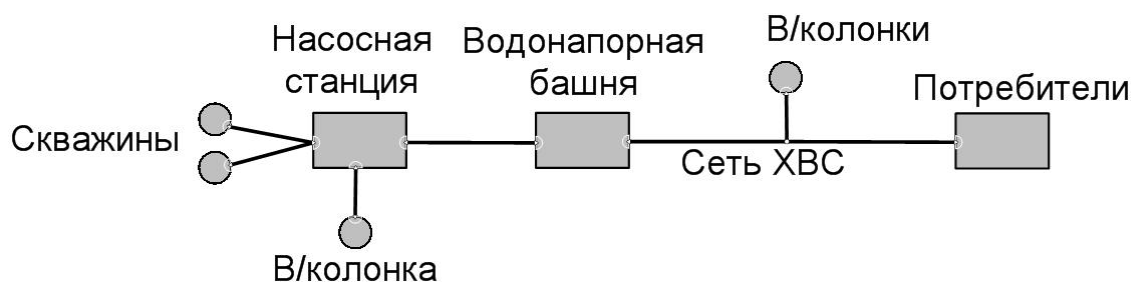 Насосная
станция
Водонапорная
башня
В/колонки
Потребители
Скважины
Сеть ХВС
В/колонка